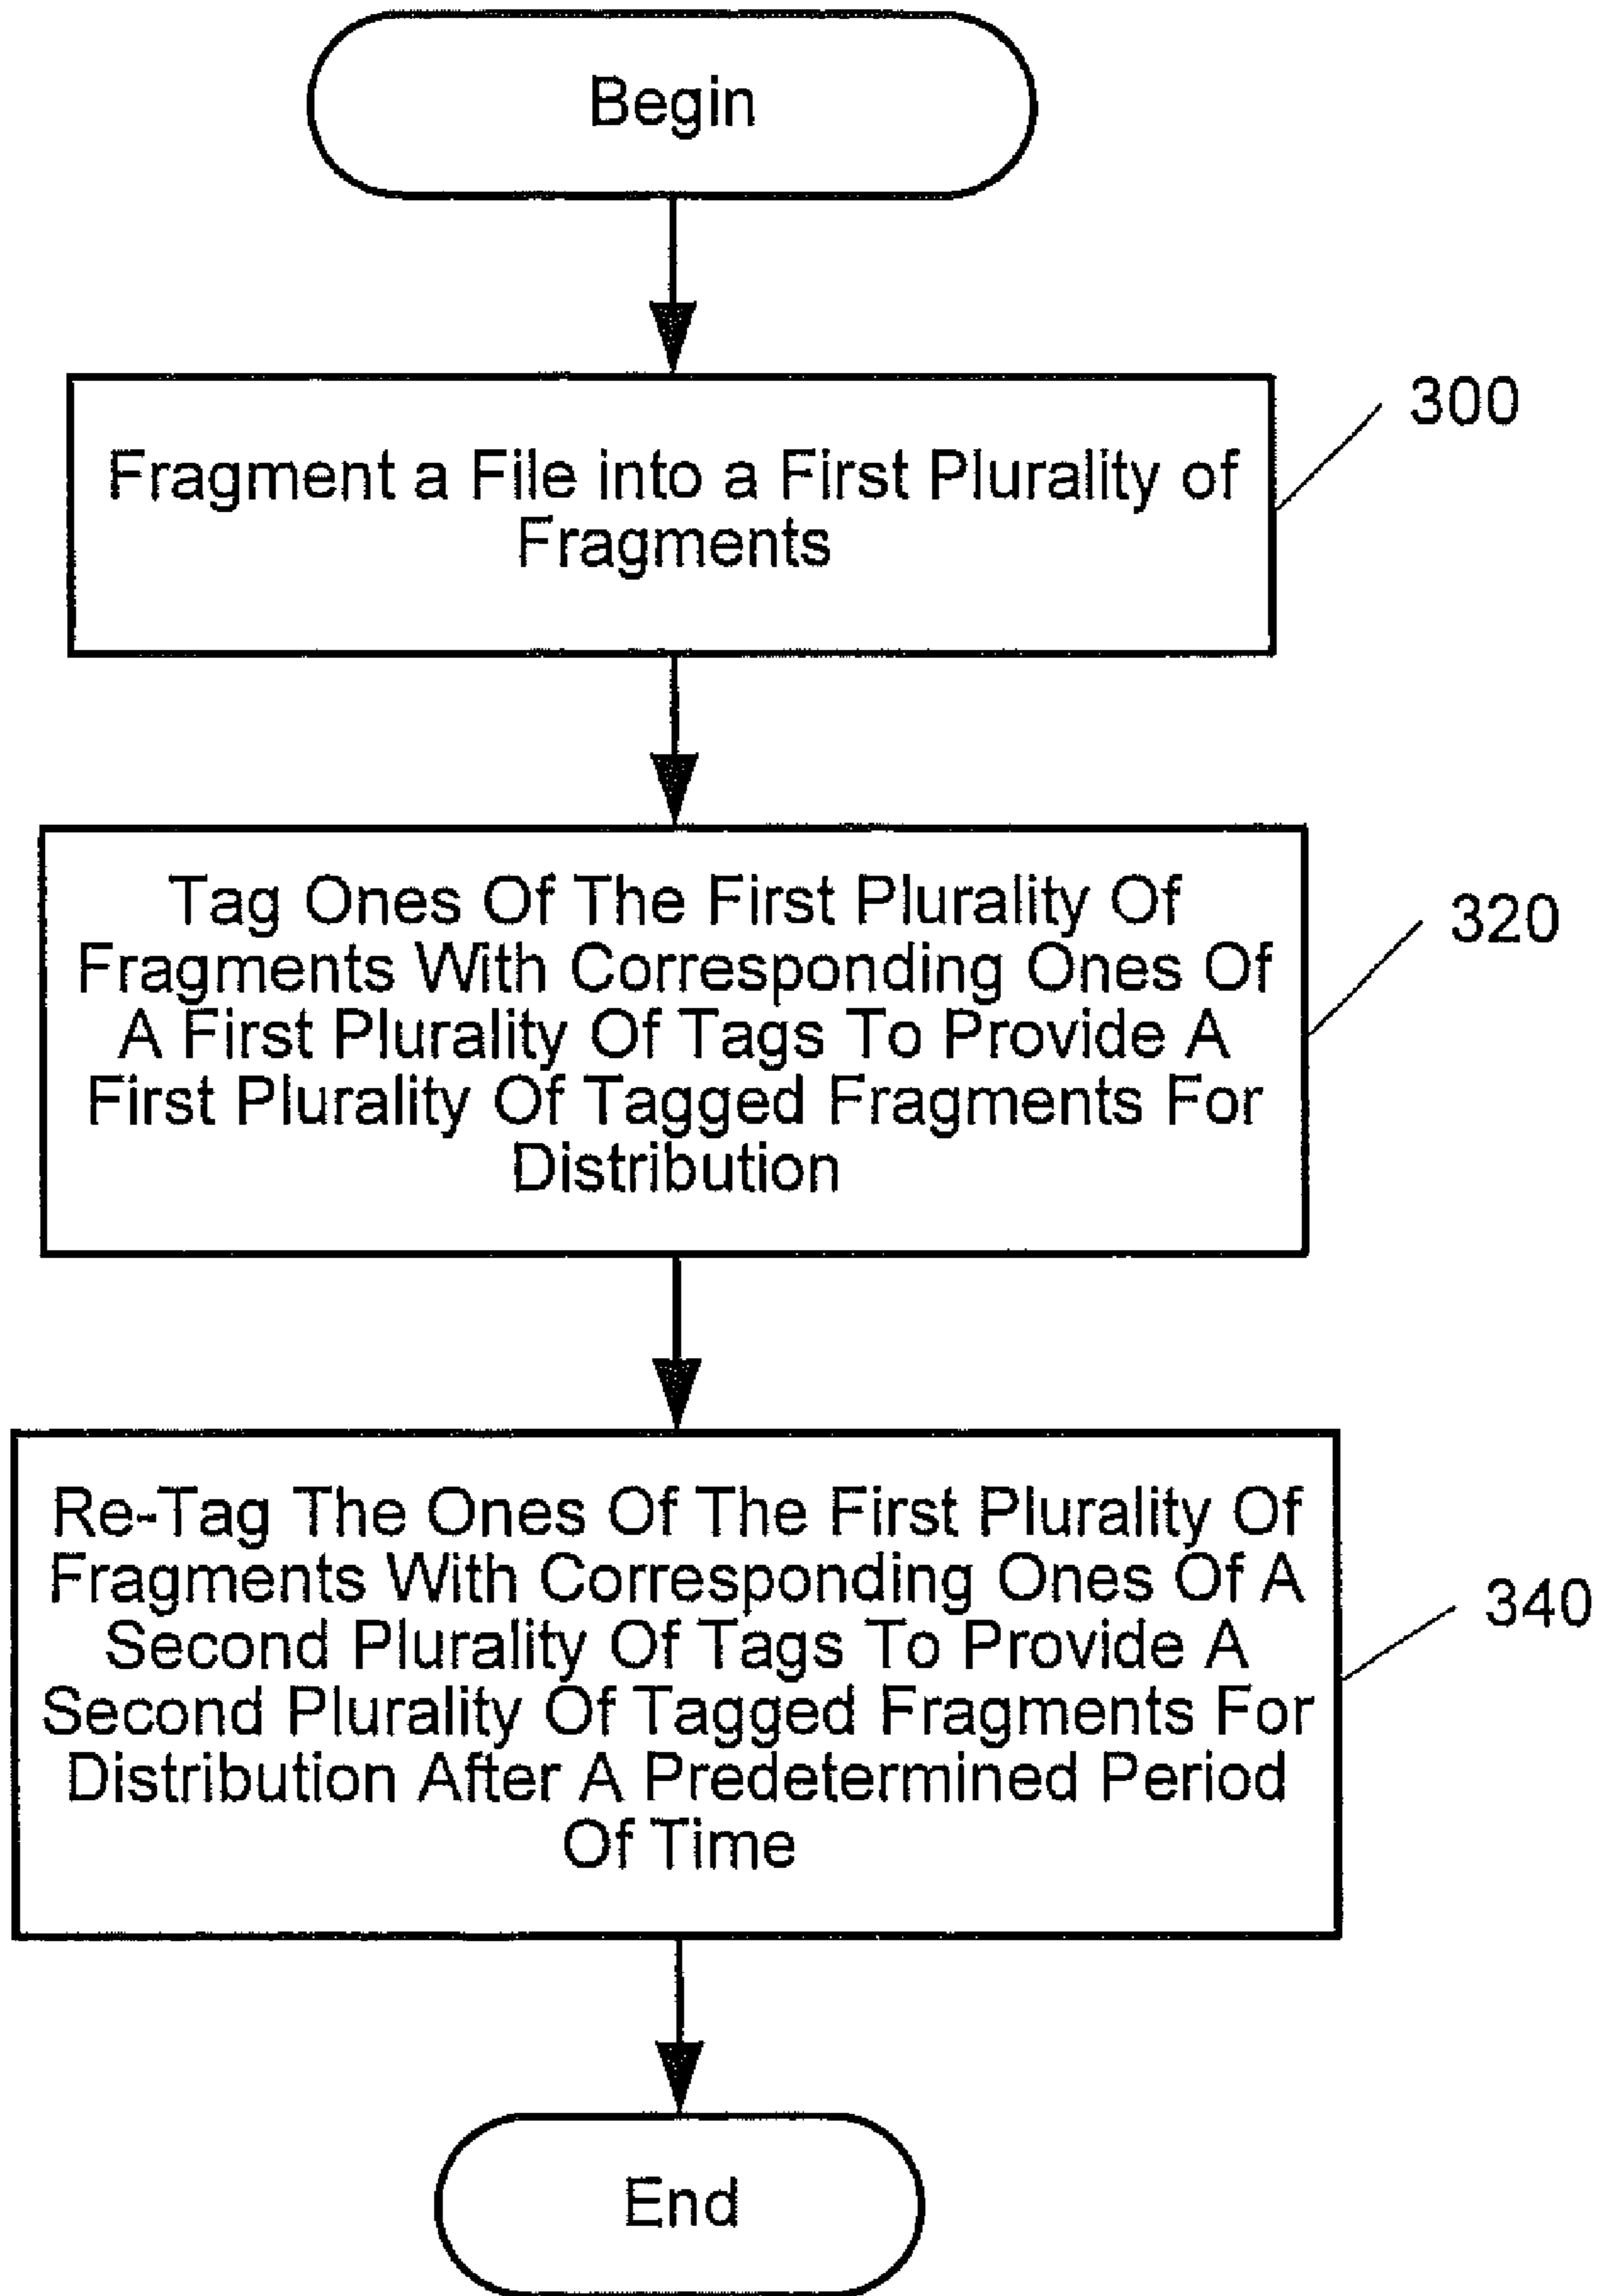 Begin
300
Fragment a File into a First Plurality of
Fragments
320
Tag Ones Of The First Plurality Of
Fragments With Corresponding Ones Of
A First Plurality Of Tags To Provide A
First Plurality Of Tagged Fragments For
Distribution
340
Re-Tag The Ones Of The First Plurality Of
Fragments With Corresponding Ones Of A
Second Plurality Of Tags To Provide A
Second Plurality Of Tagged Fragments For
Distribution After A Predetermined Period
Of Time
End